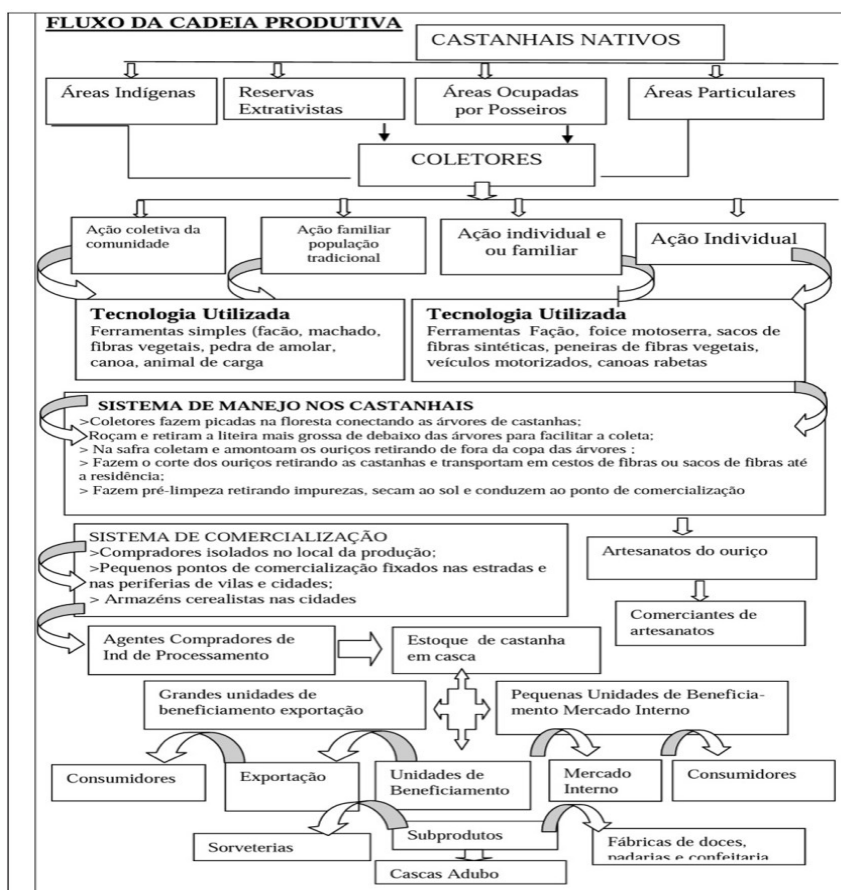 FLUXO DA CADEIA PRODUTIVA
CASTANHAIS NATIVOS
Áreas Indígenas
Reservas
Extrativistas
Áreas Ocupadas
por Posseiros
Áreas Particulares
COLETORES
Ação coletiva da
comunidade
Ação familiar
população
tradicional
Ação individual e
ou familiar
Ação Individual
Tecnologia Utilizada
Ferramentas simples (facão, machado,
fibras vegetais, pedra de amolar,
canoa, animal de carga
Tecnologia Utilizada
Ferramentas Fação, foice motoserra, sacos de
fibras sintéticas, peneiras de fibras vegetais,
veículos motorizados, canoas rabetas
SISTEMA DE MANEJO NOS CASTANHAIS
>Coletores fazem picadas na floresta conectando as árvores de castanhas;
Roçam e retiram a liteira mais grossa de debaixo das árvores para facilitar a coleta;
> Na safra coletam e amontoam os ouriços retirando de fora da copa das árvores ;
> Fazem o corte dos ouriços retirando as castanhas e transportam em cestos de fibras ou sacos de fibras até
a residência;
> Fazem pré-limpeza retirando impurezas, secam ao sol e conduzem ao ponto de comercialização
SISTEMA DE COMERCIALIZAÇÃO
>Compradores isolados no local da produção;
>Pequenos pontos de comercialização fixados nas estradas e
nas periferias de vilas e cidades;
> Armazéns cerealistas nas cidades
Artesanatos do ouriço
Comerciantes de
artesanatos
Agentes Compradores de
Ind de Processamento
Estoque de castanha
em casca
Grandes unidades de
beneficiamento exportação
Pequenas Unidades de Beneficia-
mento Mercado Interno
Consumidores
Exportação
Unidades de
Beneficiamento
Mercado
Interno
Consumidores
Sorveterias
Subprodutos
Fábricas de doces,
padarias e confeitaria
Cascas Adubo